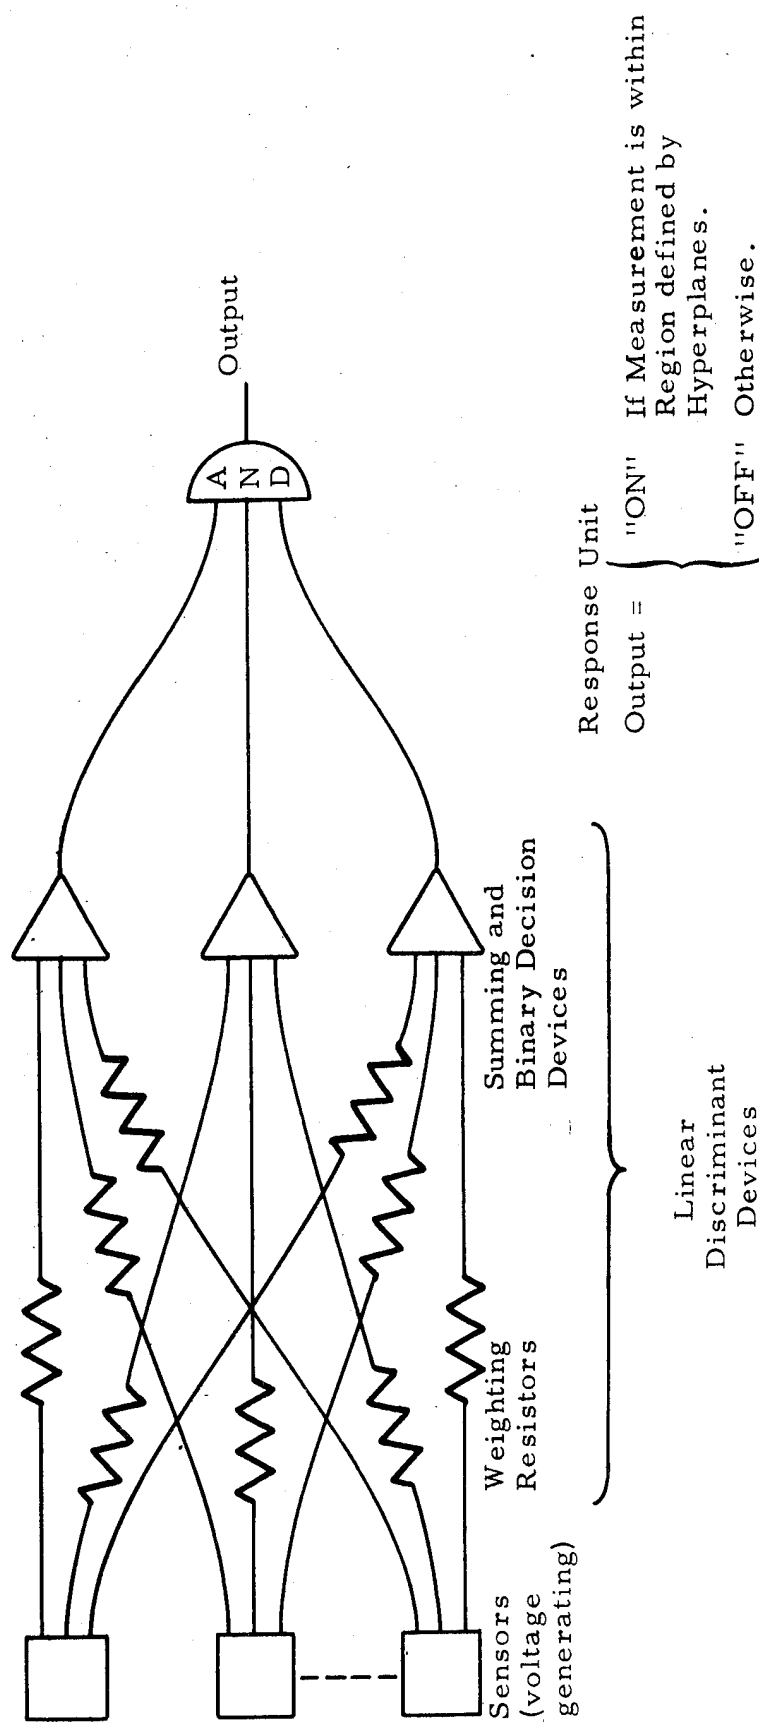 Sensors
(voltage
generating)
Weighting
Resistors
Summing and
Binary Decision
Devices
Linear
Discriminant
Devices
A
N
D
Output
Response Unit
Output = "ON" If Measurement is within
Region defined by
Hyperplanes.
"OFF" Otherwise.